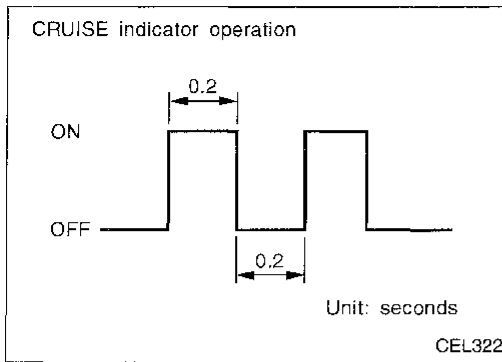 CRUISE indicator operation
0.2
ON
OFF
0.2
Unit: seconds
CEL322